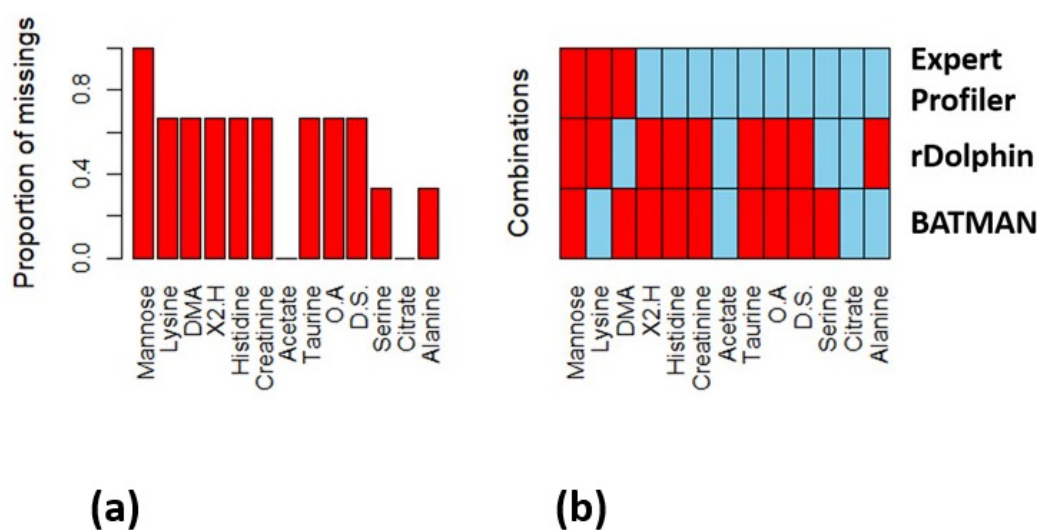 Proportion of missings
0.8
0.4
0.0
Mannose
Lysine
DMA
X2.H
Histidine
Creatinine
Acetate
Taurine
O.A
D.S.
Serine
Citrate
Alanine
(a)
Combinations
Expert
Profiler
rDolphin
BATMAN
Mannose
Lysine
DMA
X2.H
Histidine
Creatinine
Acetate
Taurine
O.A
D.S.
Serine
Citrate
Alanine
(b)